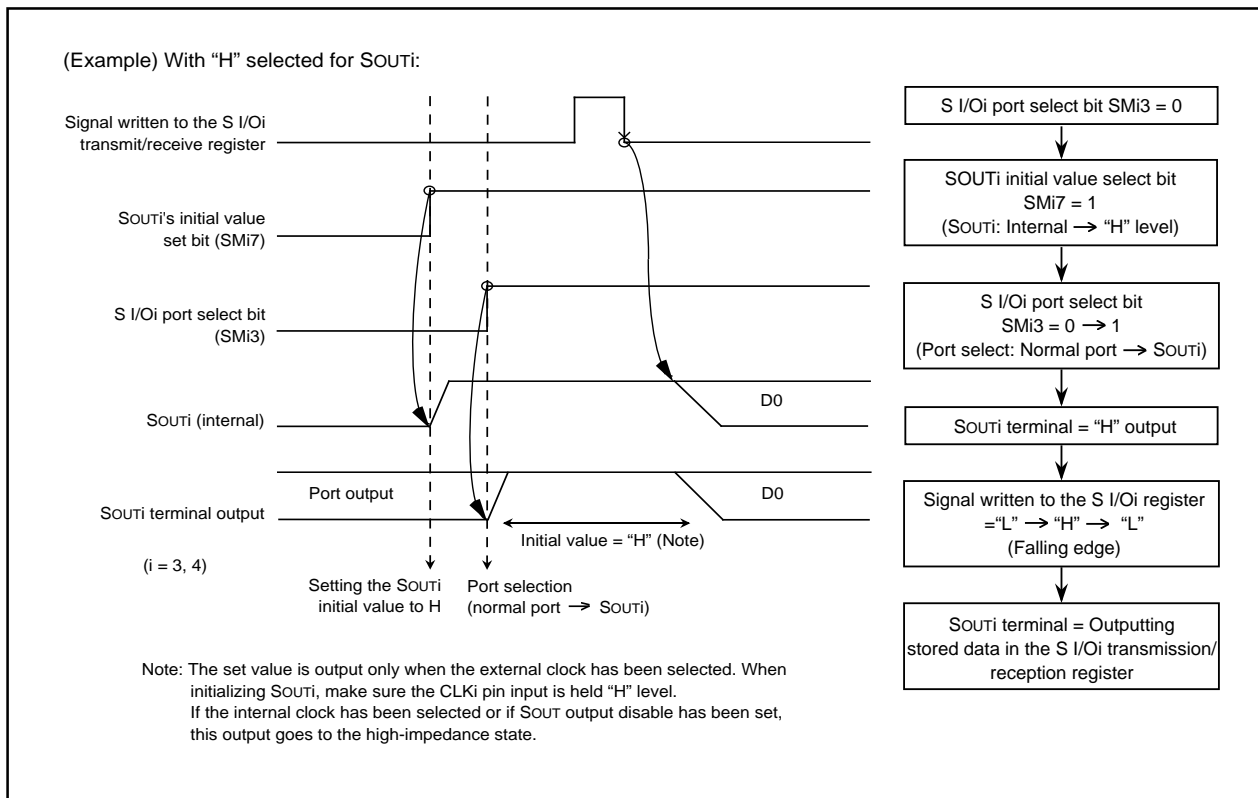 (Example) With “H” selected for SOUTi:
Signal written to the S I/Oi
transmit/receive register
SOUTi's initial value
set bit (SMi7)
S I/Oi port select bit
(SMi3)
SOUTi (internal)
D0
Port output
D0
SOUTi terminal output
Initial value = “H” (Note)
(i = 3, 4)
Setting the SOUTi
initial value to H
Port selection
(normal port → SOUTi)
Note: The set value is output only when the external clock has been selected. When
initializing SOUTi, make sure the CLKi pin input is held “H” level.
If the internal clock has been selected or if SOUT output disable has been set,
this output goes to the high-impedance state.
S I/Oi port select bit SMi3 = 0
SOUTi initial value select bit
SMi7 = 1
(SOUTi: Internal → “H” level)
S I/Oi port select bit
SMi3 = 0 → 1
(Port select: Normal port → SOUTi)
SOUTi terminal = “H” output
Signal written to the S I/Oi register
=“L” → “H” → “L”
(Falling edge)
SOUTi terminal = Outputting
stored data in the S I/Oi transmission/
reception register